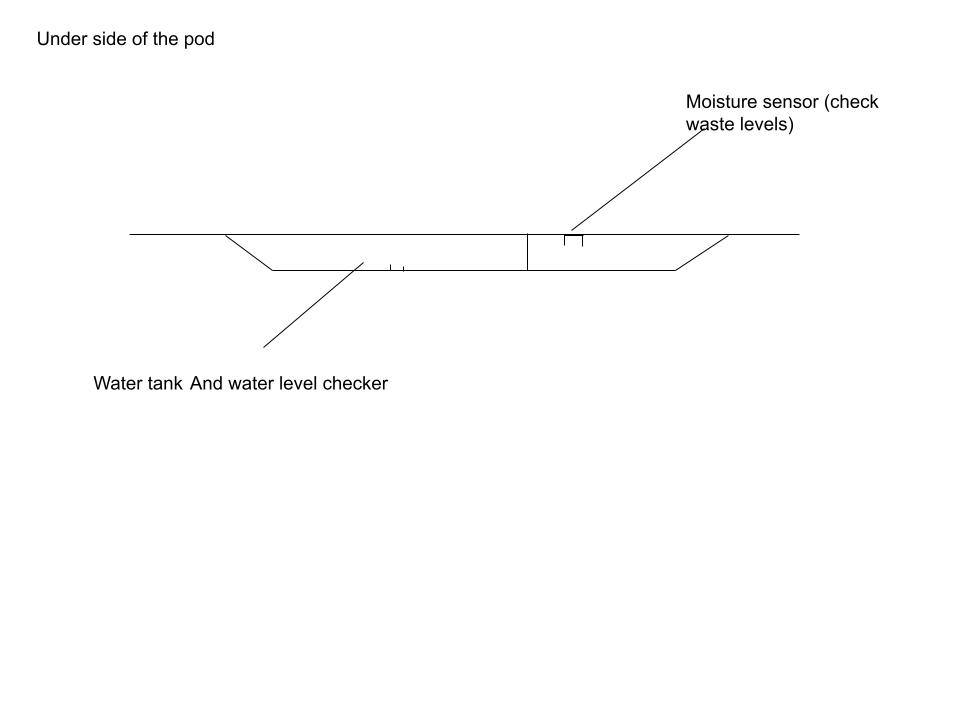 Under side of the pod
Moisture sensor (check
waste levels)
Water tank And water level checker